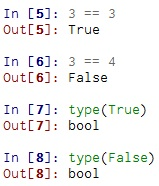 In [5]: 3 == 3
Out[5]: True
In [6]: 3 == 4
Out[6]: False
In [7]: type(True)
Out[7]: bool
In [8]: type(False)
Out[8]: bool